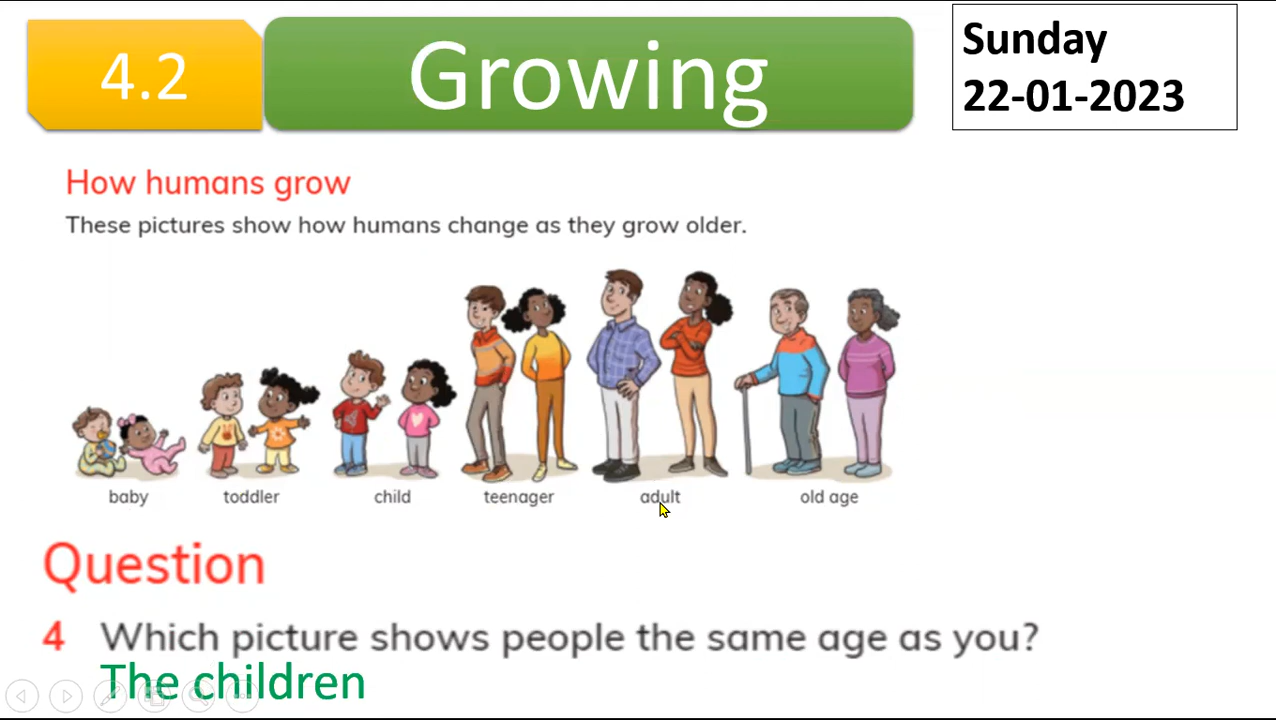 4.2
Growing
Sunday
22-01-2023
How humans grow
These pictures show how humans change as they grow older.
baby toddler child teenager adult old age
Question
4 Which picture shows people the same age as you?
The children